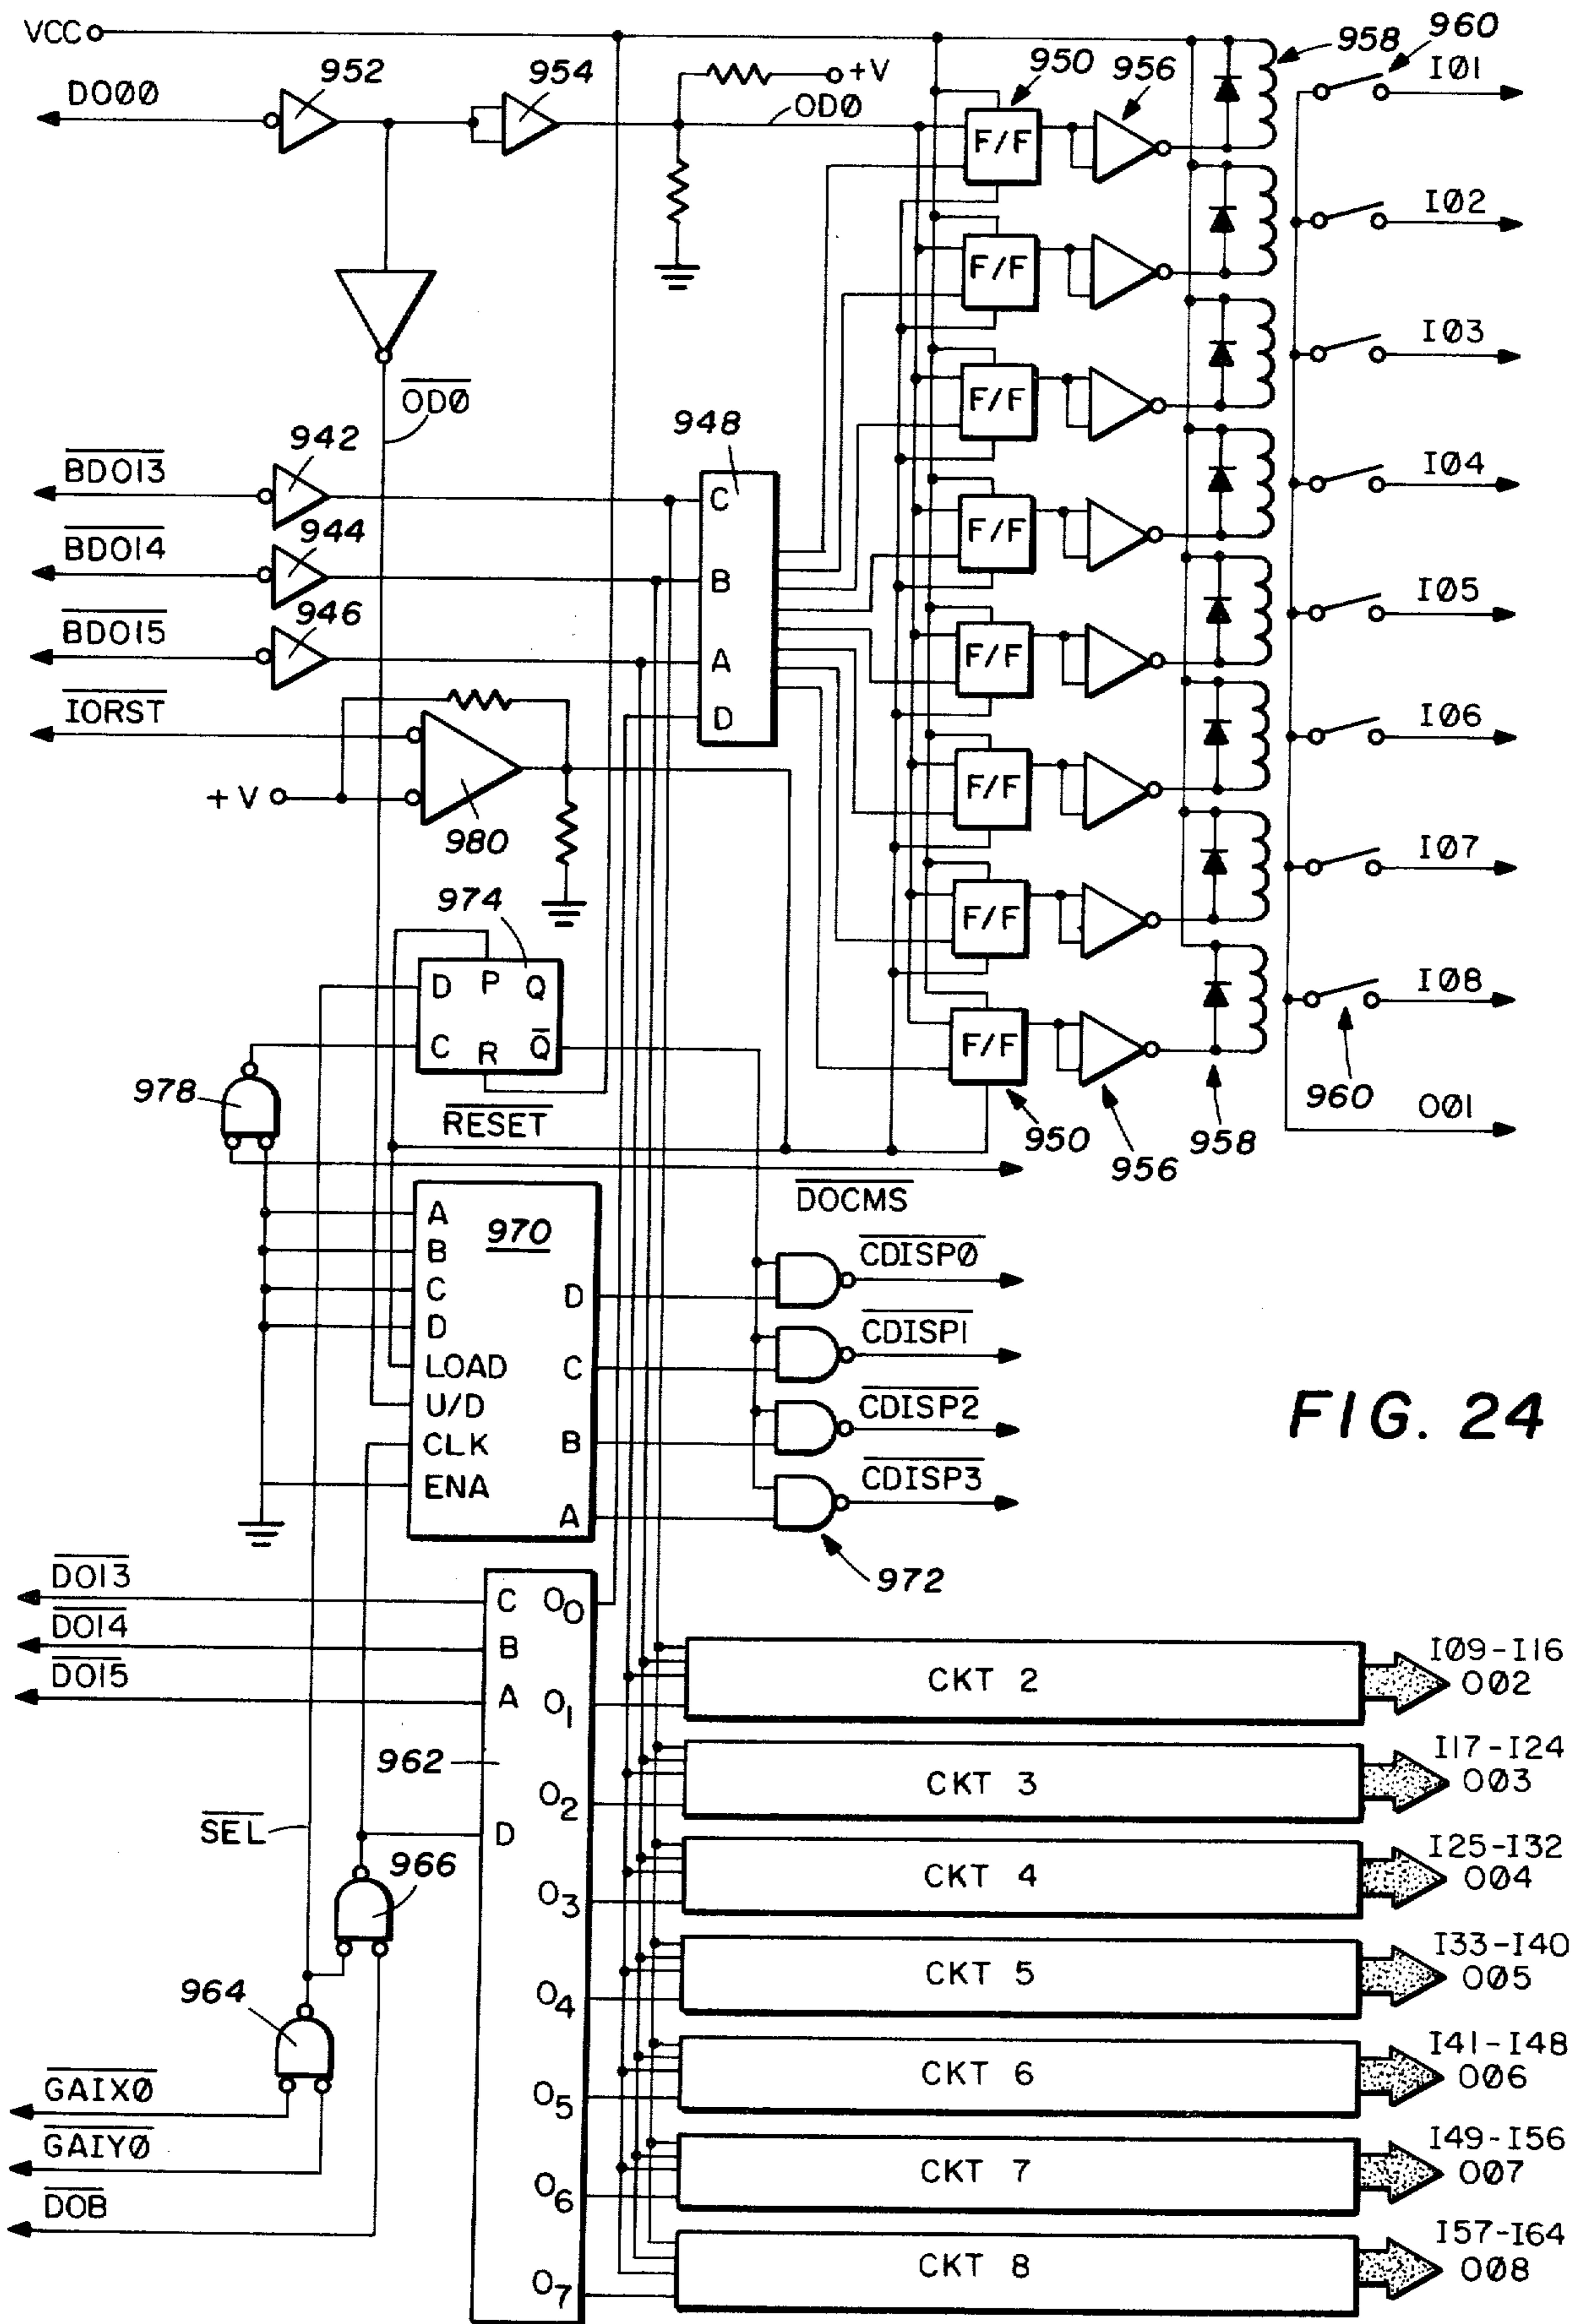 VCC
952
954
+V
950
956
958
960
I01
DO00
OD0
F/F
F/F
I02
F/F
I03
OD0
942
948
BDO13
C
F/F
I04
944
BDO14
B
946
BDO15
A
F/F
I05
IORST
D
F/F
I06
+V
980
974
F/F
I07
D P Q
C R Q
F/F
I08
978
RESET
950
956
958
960
O01
DOCMS
970
A
B
C
D
LOAD
U/D
CLK
ENA
D
C
B
A
CDISP0
CDISP1
CDISP2
CDISP3
972
FIG. 24
DO13
DO14
DO15
C
B
A
D
962
O0
O1
O2
O3
O4
O5
O6
O7
SEL
966
964
GAIX0
GAIY0
DOB
CKT 2
I09-I16
O02
CKT 3
I17-I24
O03
CKT 4
I25-I32
O04
CKT 5
I33-I40
O05
CKT 6
I41-I48
O06
CKT 7
I49-I56
O07
CKT 8
I57-I64
O08